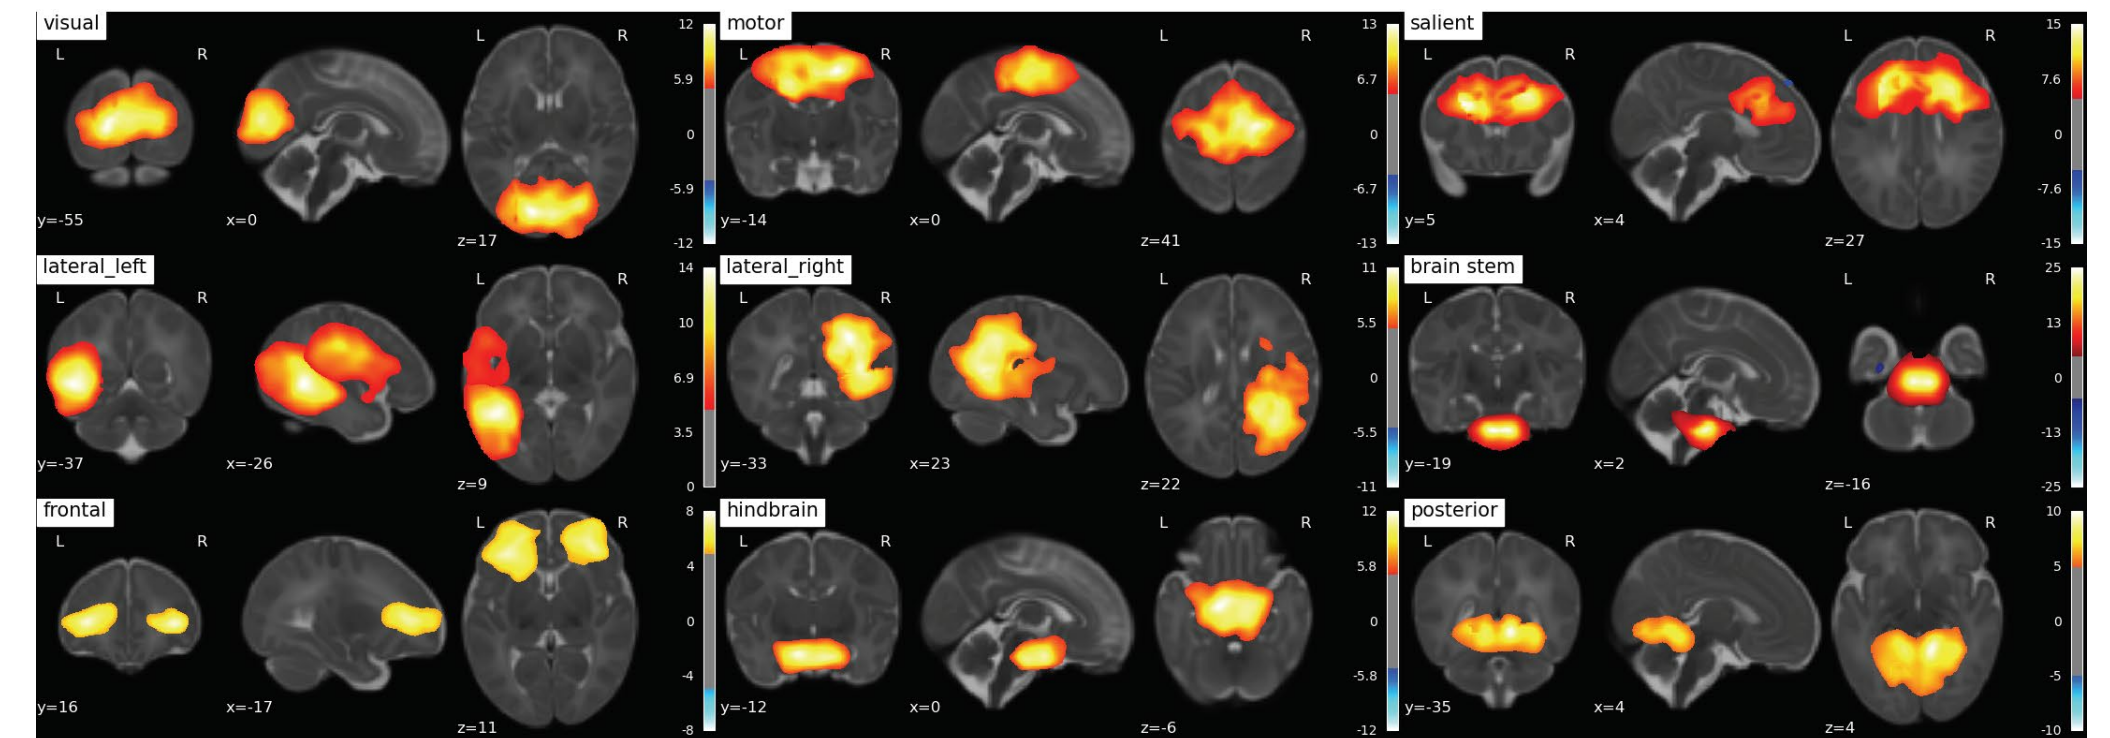 visual
L R L R
12
5.9
0
-5.9
-12
y=-55 x=0 z=17
motor
L R L R
13
6.7
0
-6.7
-13
y=-14 x=0 z=41
salient
L R L R
15
7.6
0
-7.6
-15
y=5 x=4 z=27
lateral_left
L R L R
14
10
6.9
3.5
0
y=-37 x=-26 z=9
lateral_right
L R L R
11
5.5
0
-5.5
-11
y=-33 x=23 z=22
brain stem
L R L R
25
13
0
-13
-25
y=-19 x=2 z=-16
frontal
L R L R
8
4
0
-4
-8
y=16 x=-17 z=11
hindbrain
L R L R
12
5.8
0
-5.8
-12
y=-12 x=0 z=-6
posterior
L R L R
10
5
0
-5
-10
y=-35 x=4 z=4